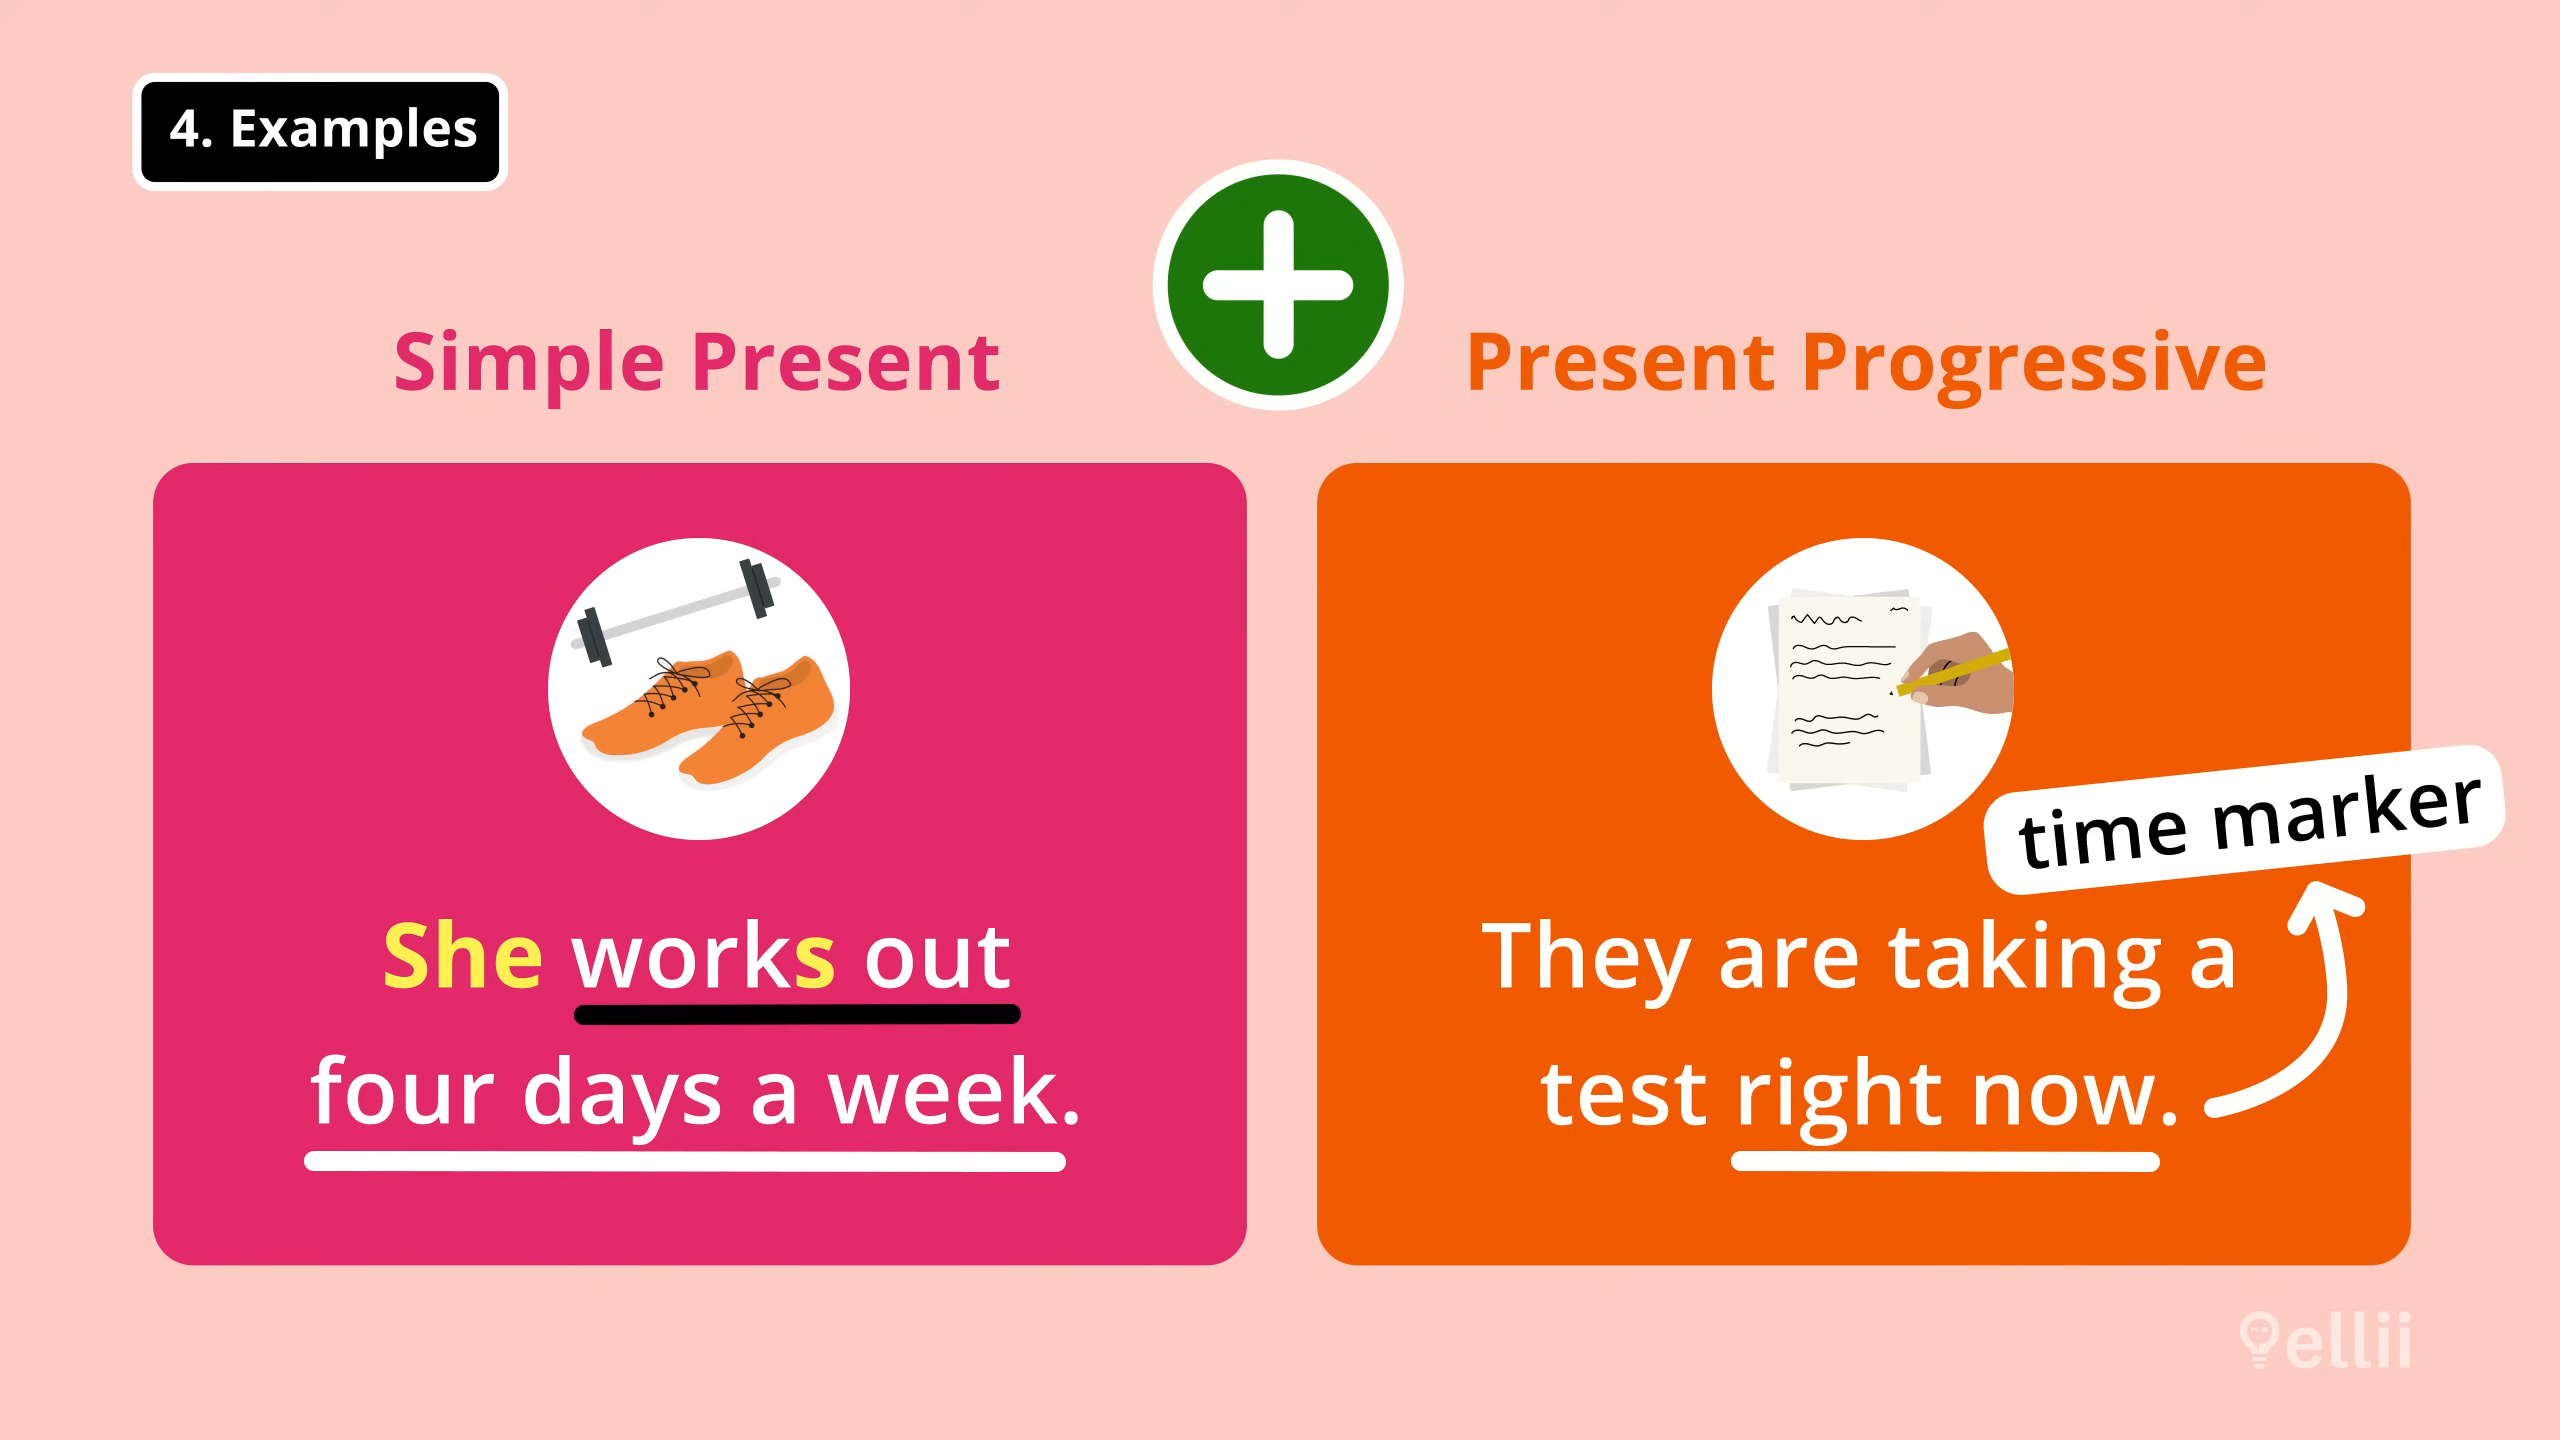 4. Examples
Simple Present
Present Progressive
She works out
four days a week.
time marker
They are taking a
test right now.
ellii